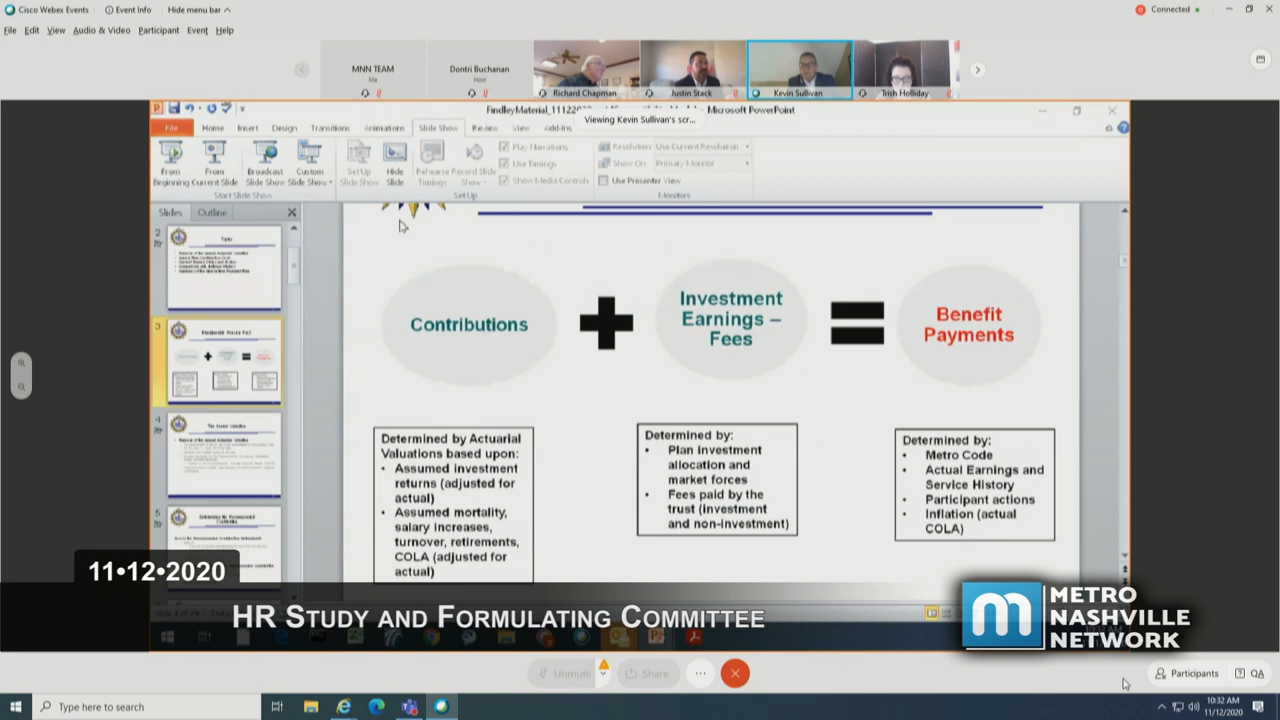 Cisco Webex Events Event Info Hide menu bar Connected
File Edit View Audio & Video Participant Event Help
MNN TEAM
Me
Dontri Buchanan
Host
Richard Chapman Justin Stack Kevin Sullivan Trish Holliday
Microsoft PowerPoint
Viewing Kevin Sullivan's scr...
File Home Insert Design Transitions Animations Slide Show Review View Add-Ins
From Beginning
From Current Slide
Broadcast Slide Show
Custom Slide Show
Set Up Slide Show
Hide Slide
Rehearse Timings
Record Slide Show
Play Narrations
Use Timings
Show Media Controls
Resolution: Use Current Resolution
Show On: Primary Monitor
Use Presenter View
Start Slide Show Set Up Monitors
Slides Outline
2
3
4
5
Contributions
Investment
Earnings –
Fees
Benefit
Payments
Determined by Actuarial
Valuations based upon:
• Assumed investment
returns (adjusted for
actual)
• Assumed mortality,
salary increases,
turnover, retirements,
COLA (adjusted for
actual)
Determined by:
• Plan investment
allocation and
market forces
• Fees paid by the
trust (investment
and non-investment)
Determined by:
• Metro Code
• Actual Earnings and
Service History
• Participant actions
• Inflation (actual
COLA)
11•12•2020
HR Study and Formulating Committee
METRO
NASHVILLE
NETWORK
Unmute Share
Participants Q&A
Type here to search
10:32 AM
11/12/2020